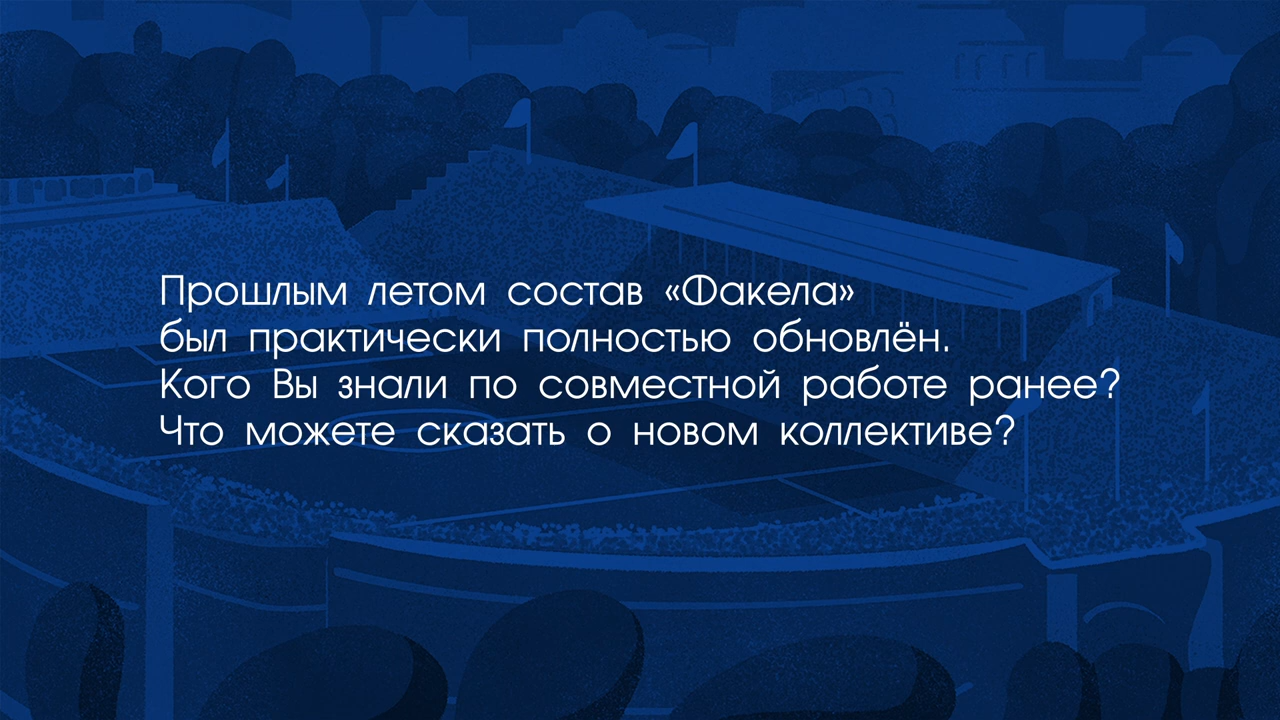 Прошлым летом состав «Факела»
был практически полностью обновлён.
Кого Вы знали по совместной работе ранее?
Что можете сказать о новом коллективе?